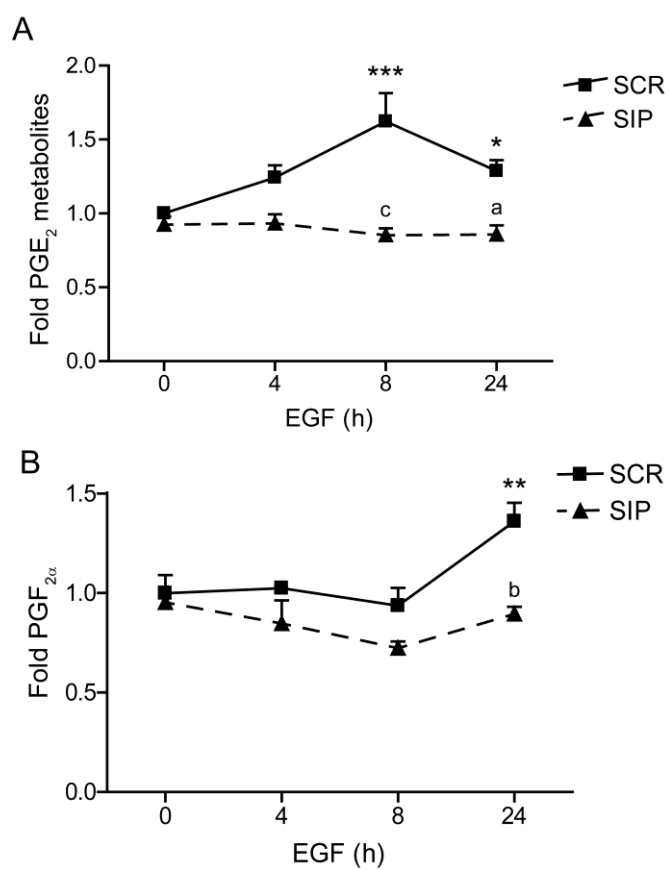 A
SCR
SIP
Fold PGE2 metabolites
2.0
1.5
1.0
0.5
0.0
***
*
c
a
0
4
8
24
EGF (h)
B
SCR
SIP
Fold PGF2α
1.5
1.0
0.5
0.0
**
b
0
4
8
24
EGF (h)